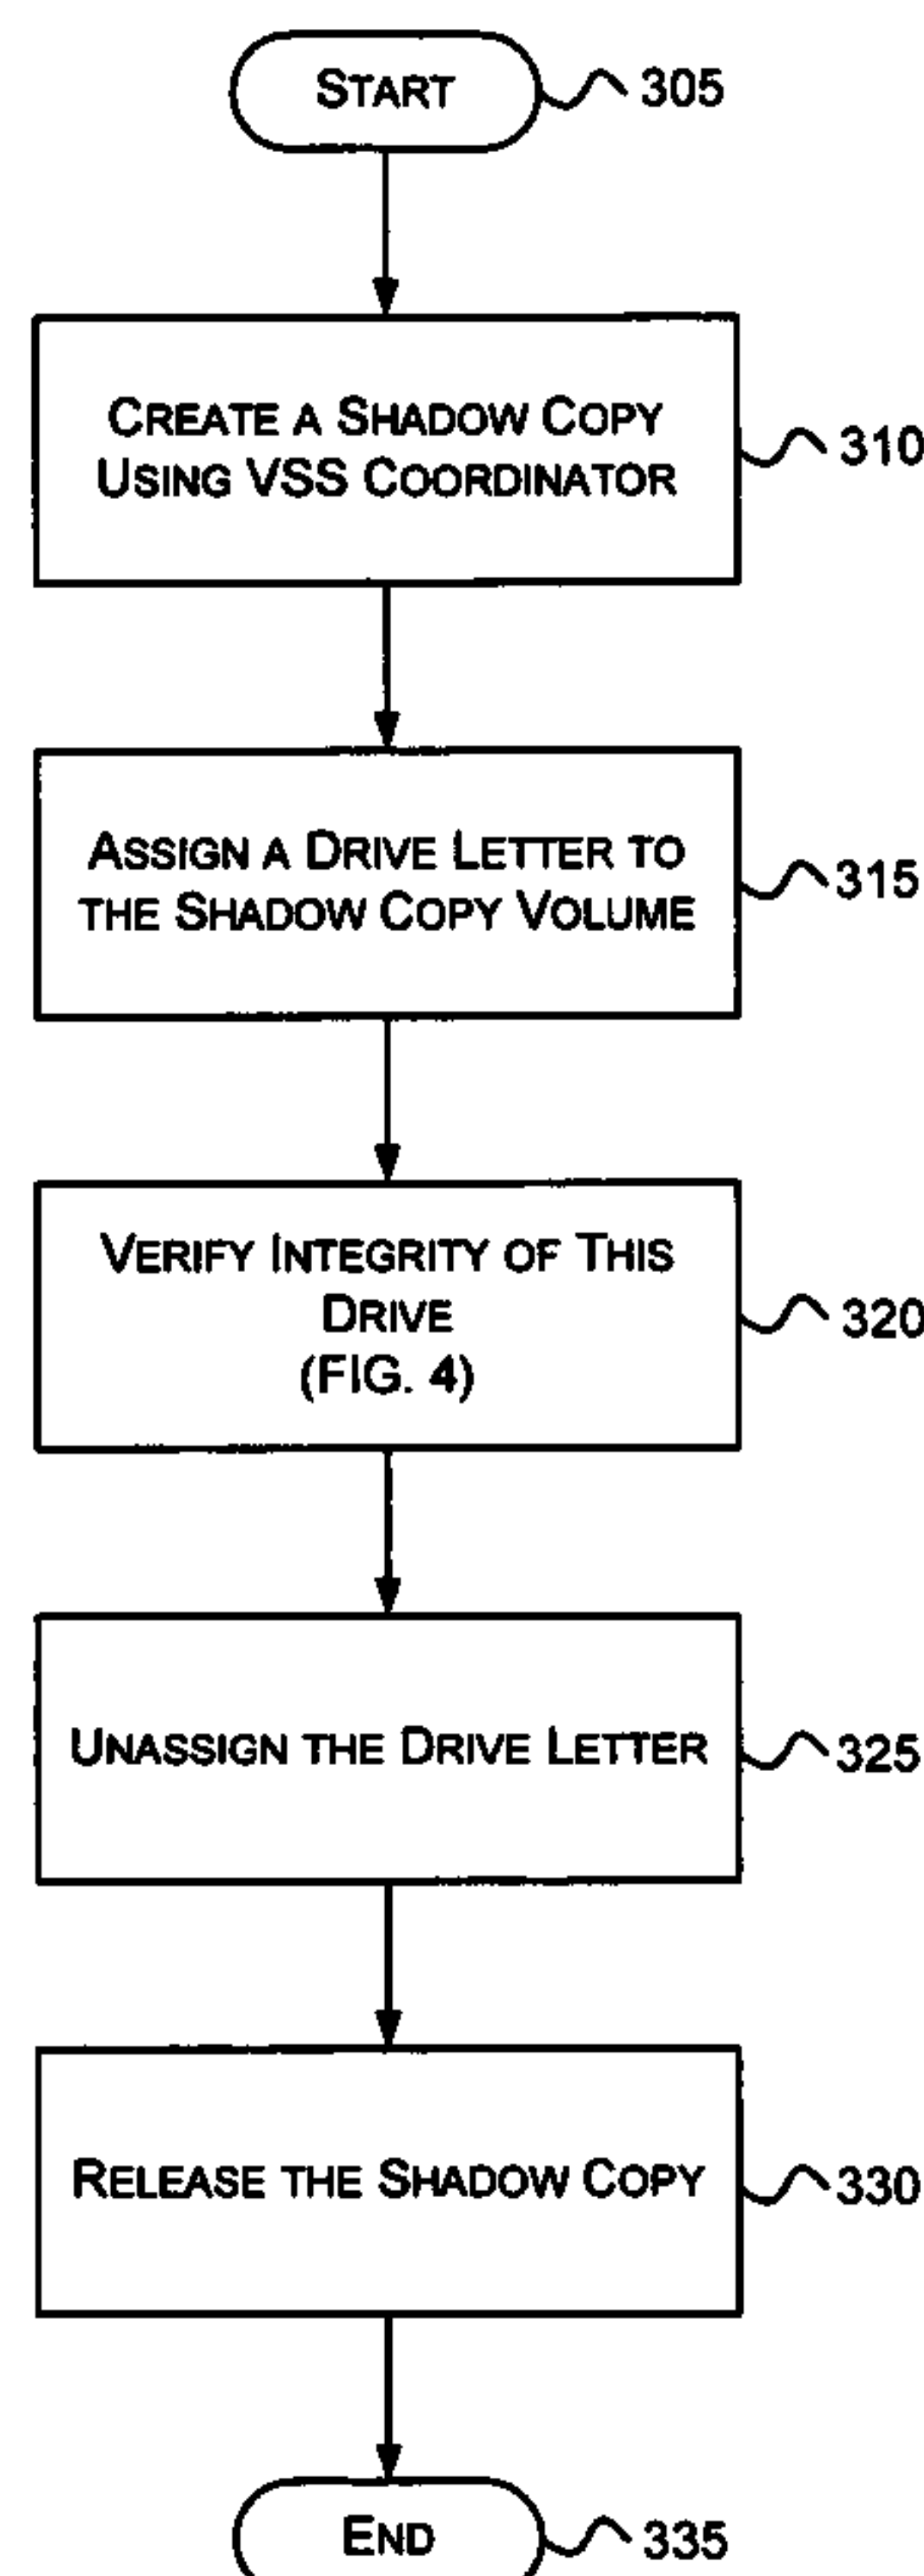 START
305
CREATE A SHADOW COPY
USING VSS COORDINATOR
310
ASSIGN A DRIVE LETTER TO
THE SHADOW COPY VOLUME
315
VERIFY INTEGRITY OF THIS
DRIVE
(FIG. 4)
320
UNASSIGN THE DRIVE LETTER
325
RELEASE THE SHADOW COPY
330
END
335